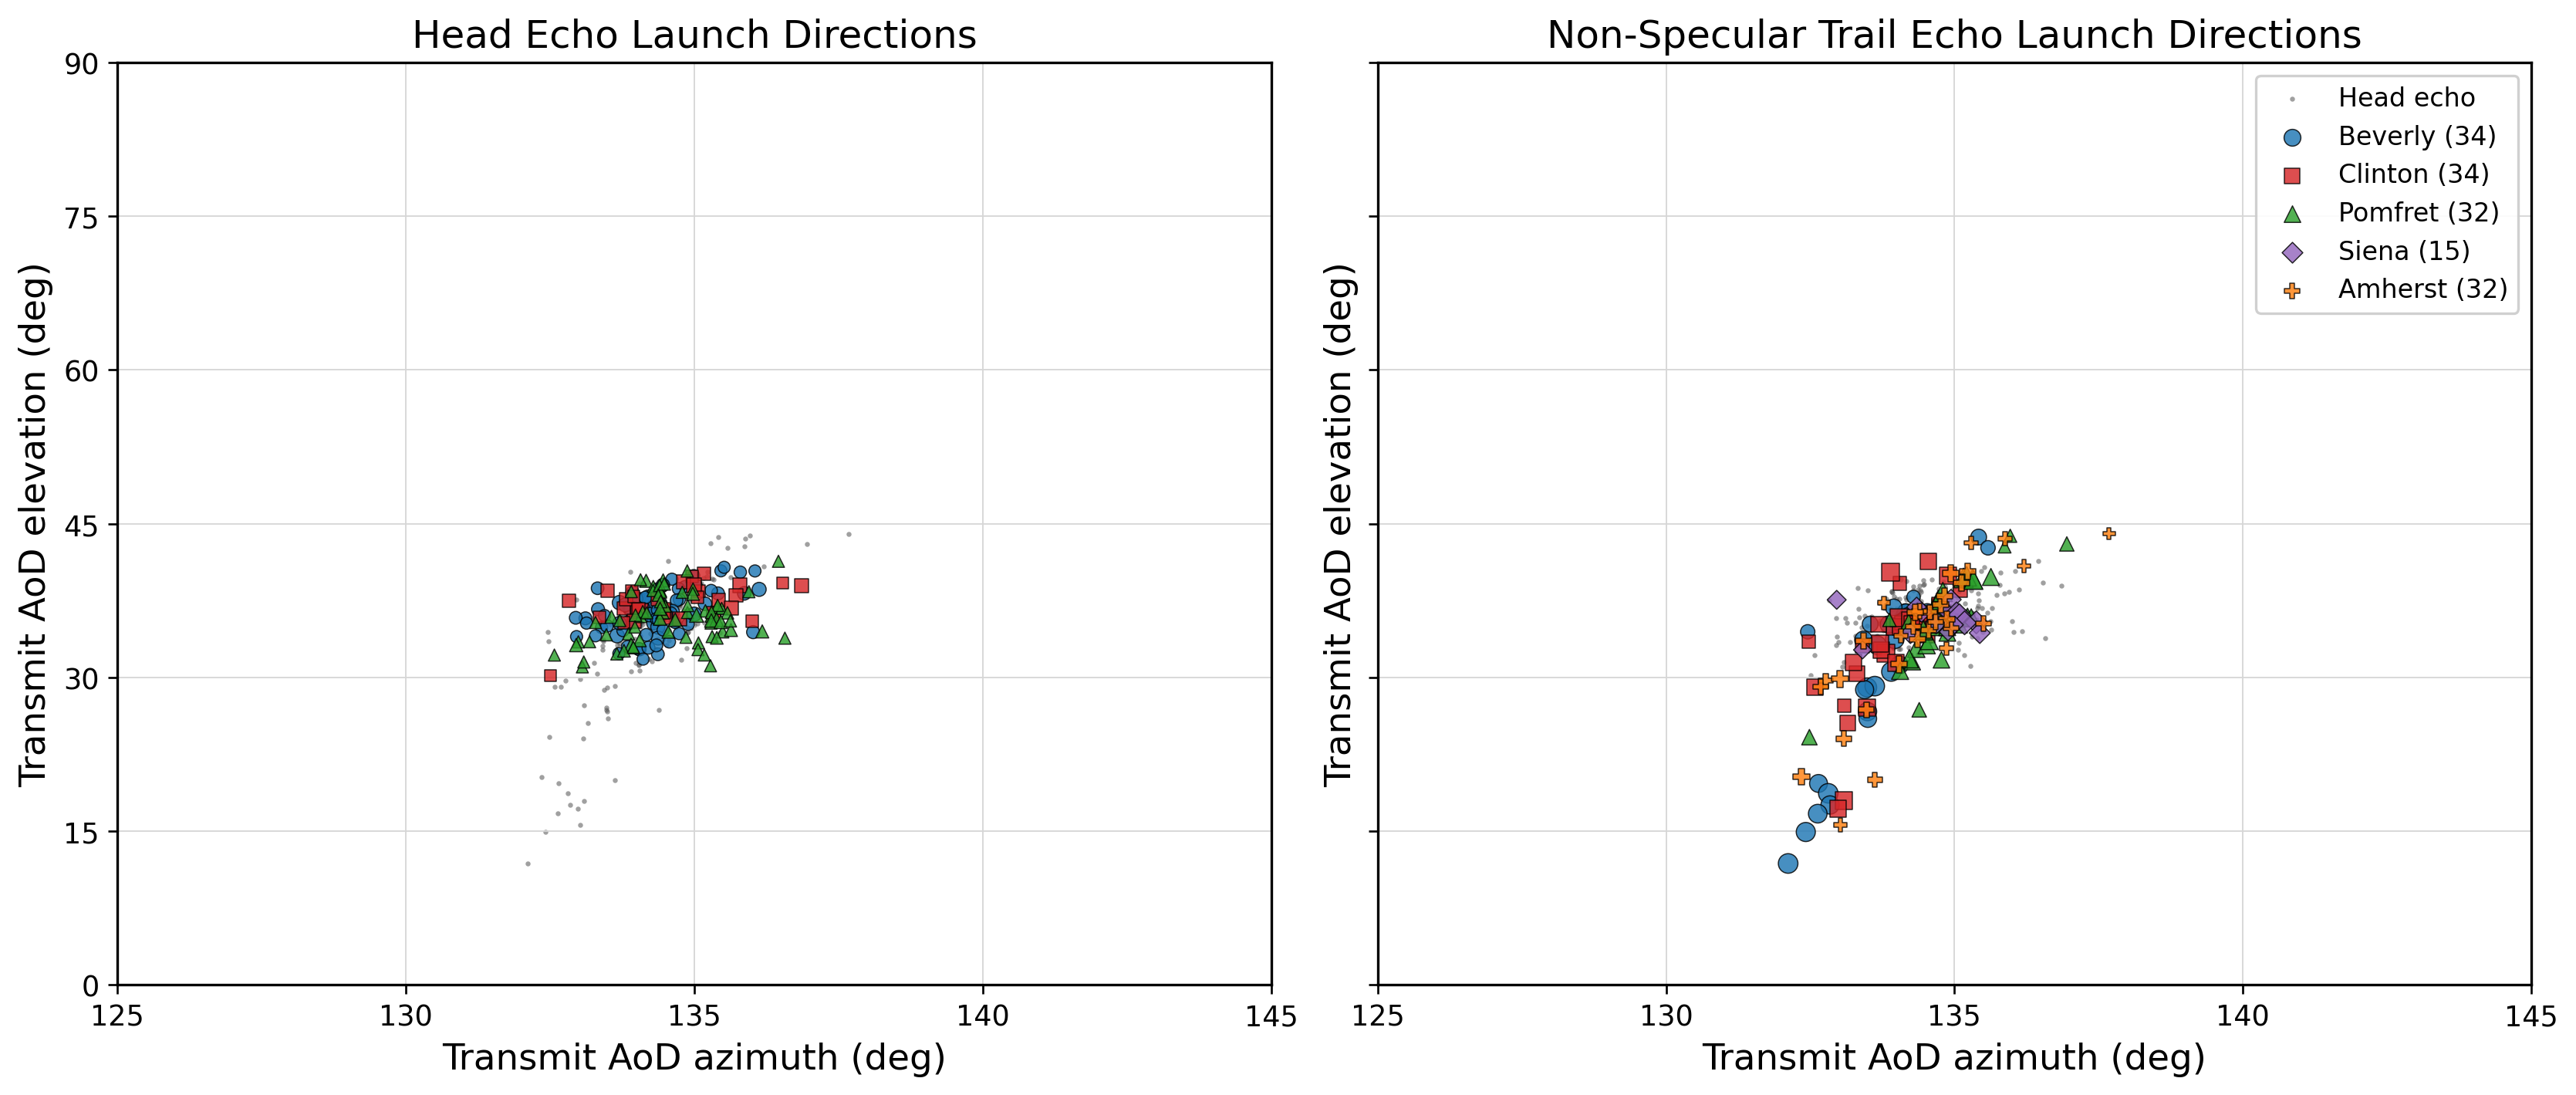 Head Echo Launch Directions
90
75
60
45
30
15
0
Transmit AoD elevation (deg)
125
130
135
140
145
Transmit AoD azimuth (deg)
Non-Specular Trail Echo Launch Directions
Head echo
Beverly (34)
Clinton (34)
Pomfret (32)
Siena (15)
Amherst (32)
Transmit AoD elevation (deg)
125
130
135
140
145
Transmit AoD azimuth (deg)